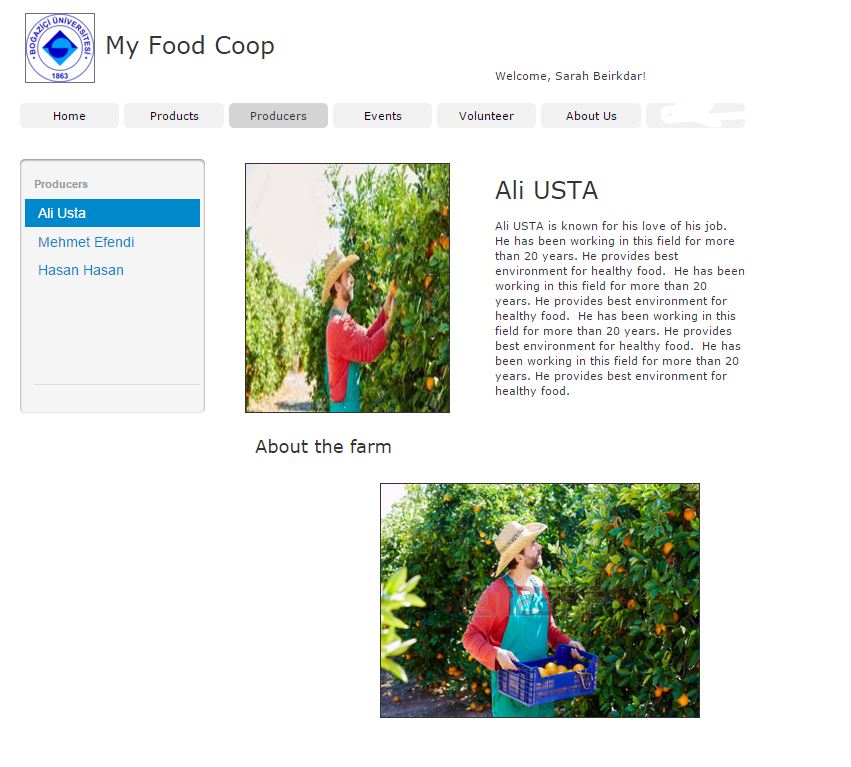 BOĞAZİÇİ ÜNİVERSİTESİ
1863
My Food Coop
Welcome, Sarah Beirkdar!
Home Products Producers Events Volunteer About Us
Producers
Ali Usta
Mehmet Efendi
Hasan Hasan
Ali USTA
Ali USTA is known for his love of his job.
He has been working in this field for more
than 20 years. He provides best
environment for healthy food.  He has been
working in this field for more than 20
years. He provides best environment for
healthy food.  He has been working in this
field for more than 20 years. He provides
best environment for healthy food.  He has
been working in this field for more than 20
years. He provides best environment for
healthy food.
About the farm